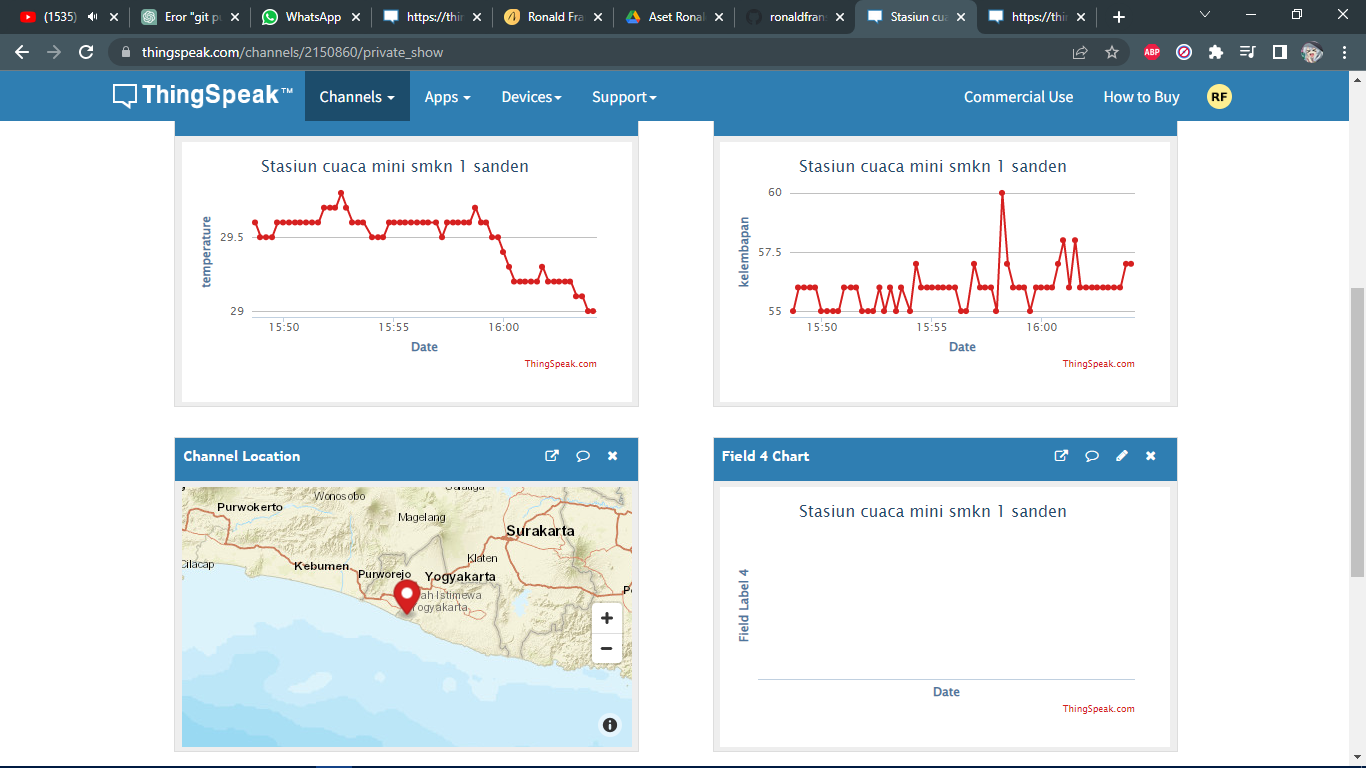 (1535)
Eror "git pu
WhatsApp
https://thin
Ronald Fra
Aset Ronal
ronaldfran
Stasiun cua
https://thin
thingspeak.com/channels/2150860/private_show
ABP
ThingSpeak™
Channels
Apps
Devices
Support
Commercial Use
How to Buy
RF
Stasiun cuaca mini smkn 1 sanden
temperature
29.5
29
15:50
15:55
16:00
Date
ThingSpeak.com
Stasiun cuaca mini smkn 1 sanden
kelembapan
60
57.5
55
15:50
15:55
16:00
Date
ThingSpeak.com
Channel Location
Wonosobo
Purwokerto
Magelang
Surakarta
Cilacap
Klaten
Kebumen
Purworejo
Yogyakarta
ah Istimewa
Yogyakarta
+
−
Field 4 Chart
Stasiun cuaca mini smkn 1 sanden
Field Label 4
Date
ThingSpeak.com